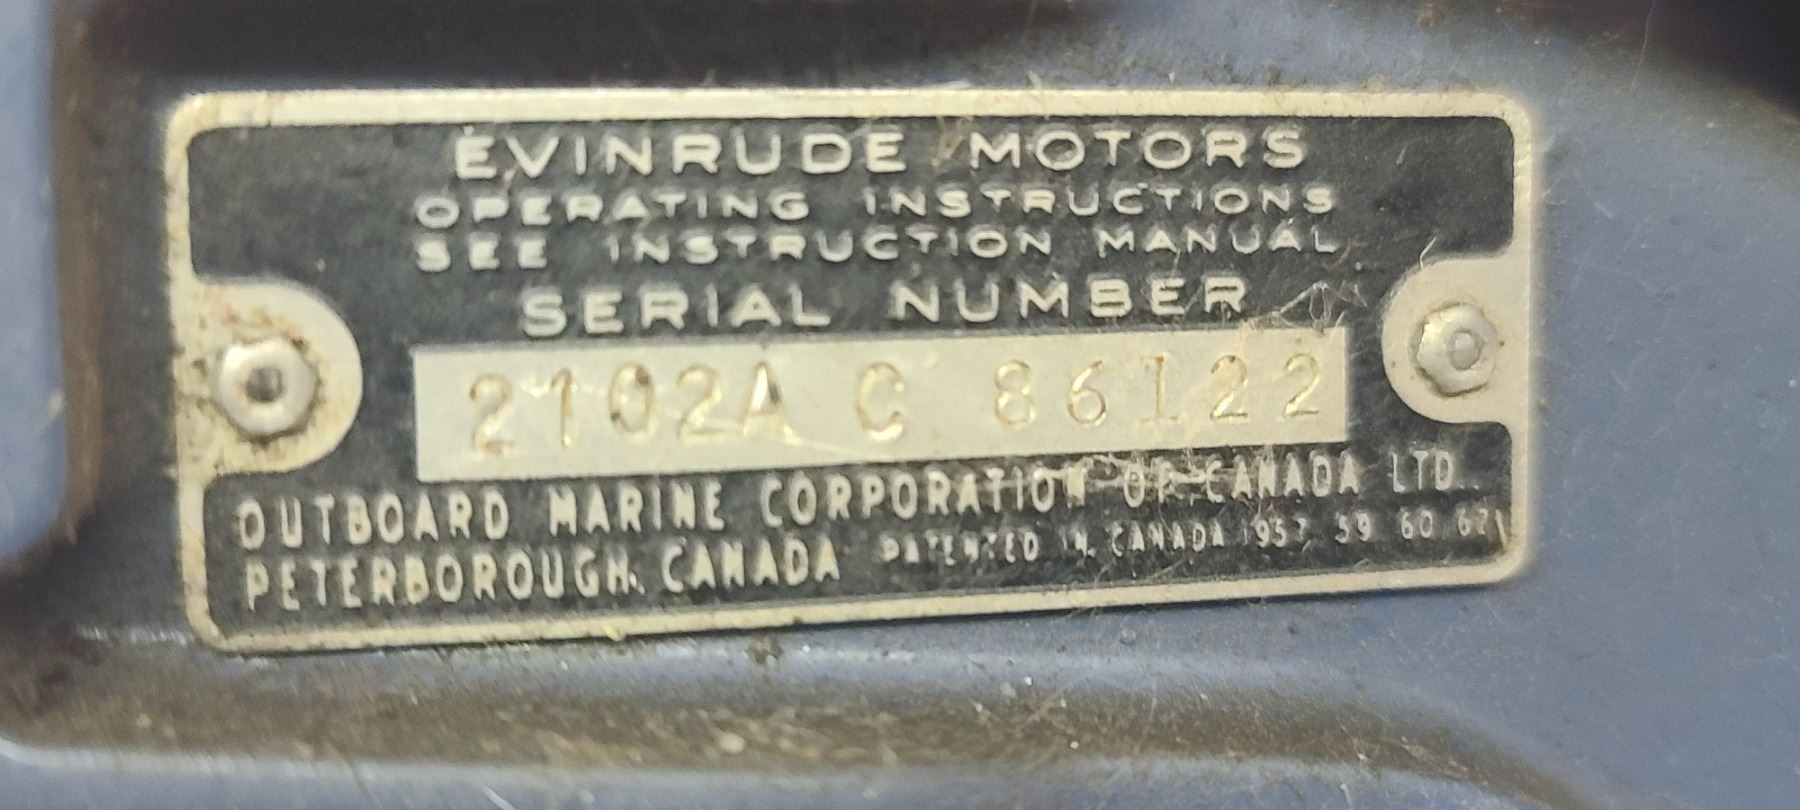 EVINRUDE MOTORS
OPERATING INSTRUCTIONS
SEE INSTRUCTION MANUAL
SERIAL NUMBER
2102A C 86122
OUTBOARD MARINE CORPORATION OF CANADA LTD.
PETERBOROUGH, CANADA PATENTED IN CANADA 1957 59 60 62